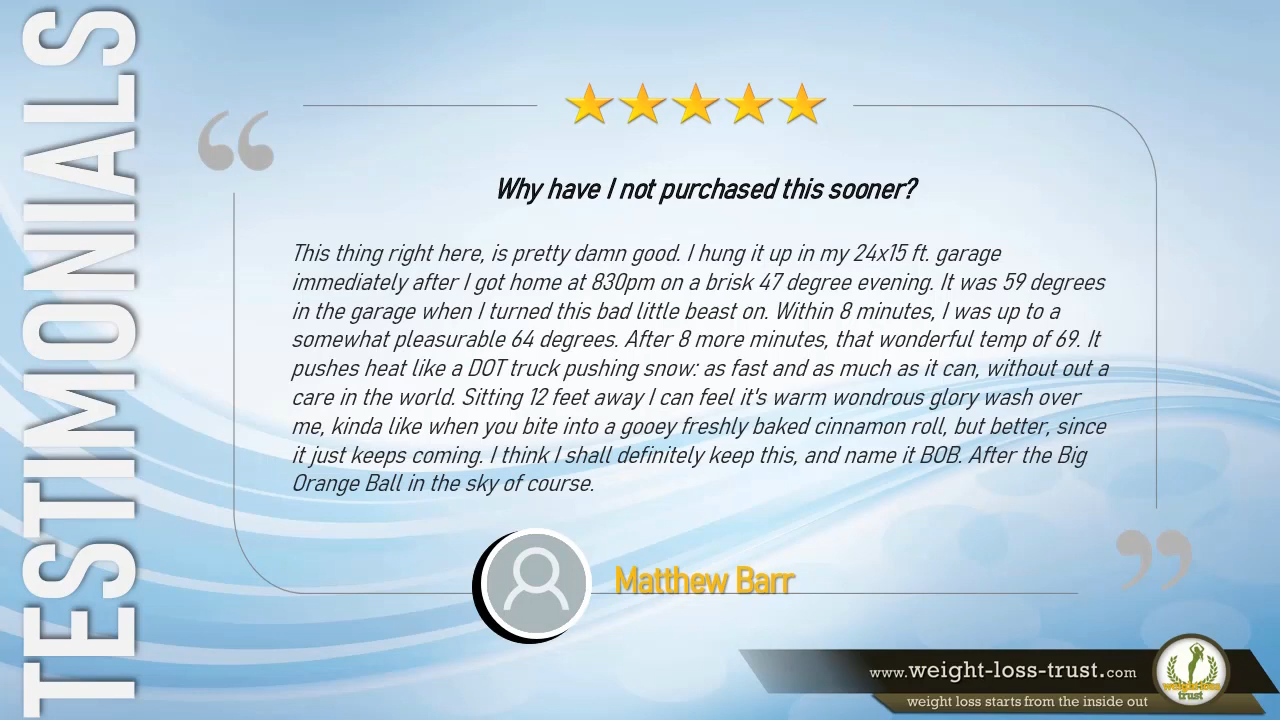 TESTIMONIALS
Why have I not purchased this sooner?
This thing right here, is pretty damn good. I hung it up in my 24x15 ft. garage
immediately after I got home at 830pm on a brisk 47 degree evening. It was 59 degrees
in the garage when I turned this bad little beast on. Within 8 minutes, I was up to a
somewhat pleasurable 64 degrees. After 8 more minutes, that wonderful temp of 69. It
pushes heat like a DOT truck pushing snow: as fast and as much as it can, without out a
care in the world. Sitting 12 feet away I can feel it's warm wondrous glory wash over
me, kinda like when you bite into a gooey freshly baked cinnamon roll, but better, since
it just keeps coming. I think I shall definitely keep this, and name it BOB. After the Big
Orange Ball in the sky of course.
Matthew Barr
www.weight-loss-trust.com
weight loss starts from the inside out
weight loss
trust